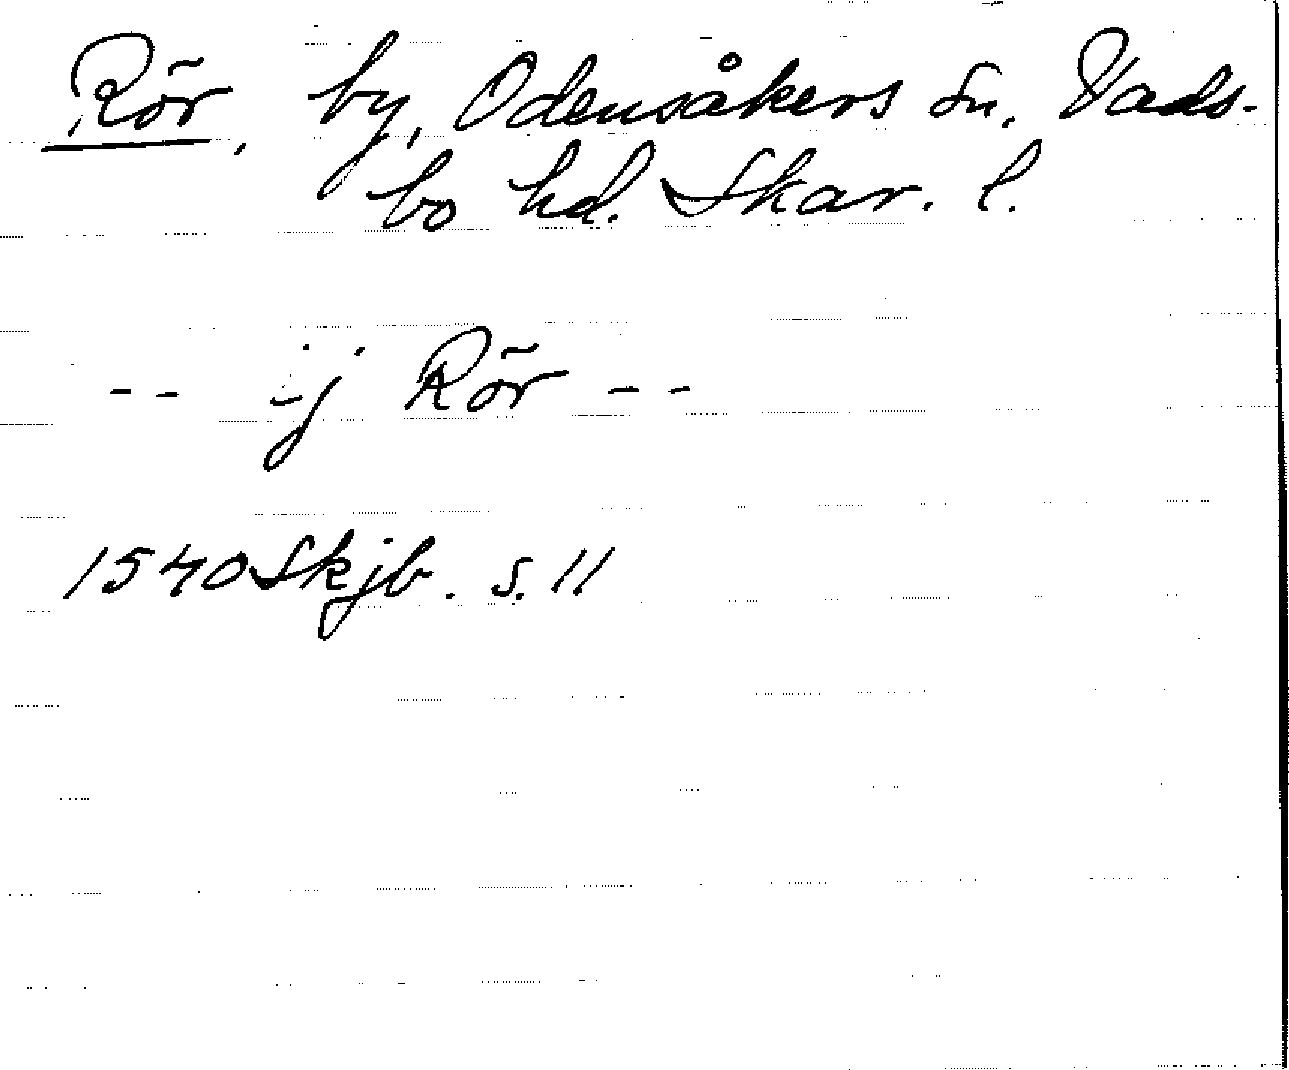 Rör, by, Odensåkers sn, Vads-
bo hd. Skar. l.
-- ij Rör --
1540 Skjb. s. 11